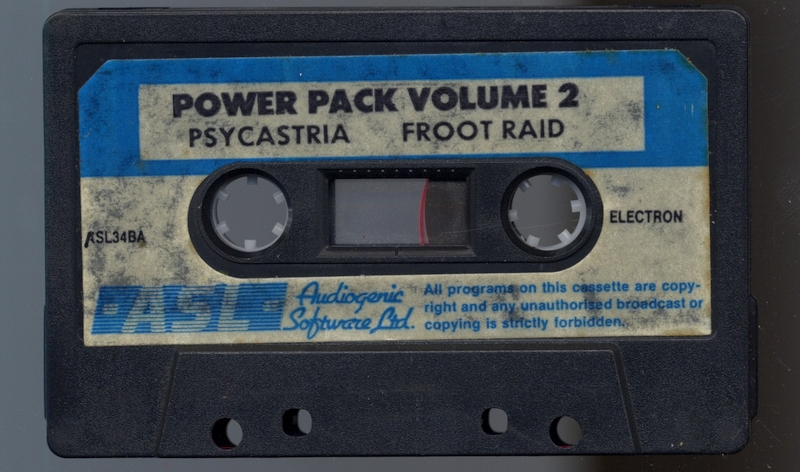 POWER PACK VOLUME 2
PSYCASTRIA FROOT RAID
ASL34BA
ELECTRON
ASL
Audiogenic
Software Ltd.
All programs on this cassette are copy-
right and any unauthorised broadcast or
copying is strictly forbidden.